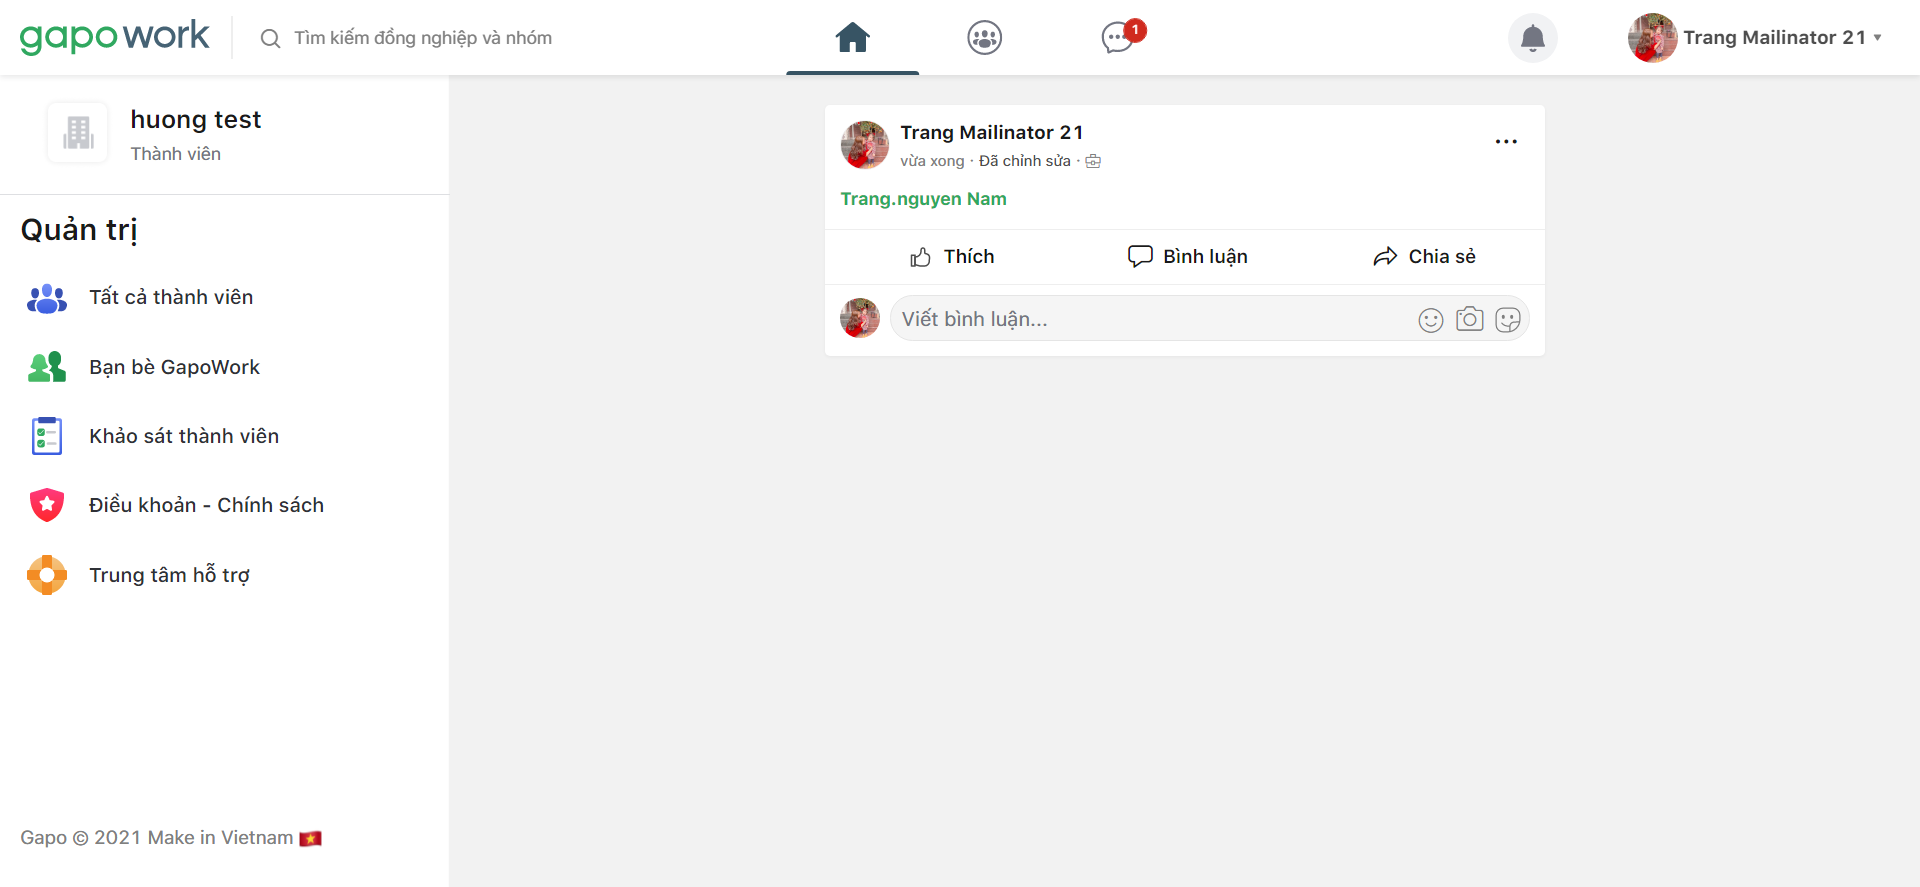 gapowork
Tìm kiếm đồng nghiệp và nhóm
1
Trang Mailinator 21
huong test
Thành viên
Quản trị
Tất cả thành viên
Bạn bè GapoWork
Khảo sát thành viên
Điều khoản - Chính sách
Trung tâm hỗ trợ
Gapo © 2021 Make in Vietnam 🇻🇳
Trang Mailinator 21
vừa xong · Đã chỉnh sửa ·
Trang.nguyen Nam
Thích
Bình luận
Chia sẻ
Viết bình luận...